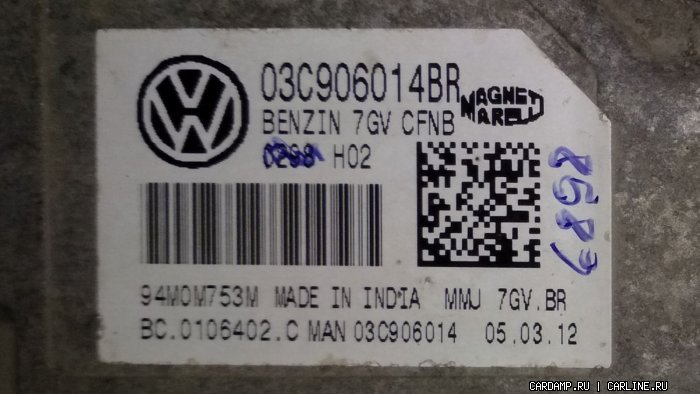 03C906014BR
MAGNETI
MARELLI
BENZIN 7GV CFNB
H02
8589
94M0M753M MADE IN INDIA MMJ 7GV.BR
BC.0106402.C MAN 03C906014 05.03.12
CARDAMP.RU | CARLINE.RU